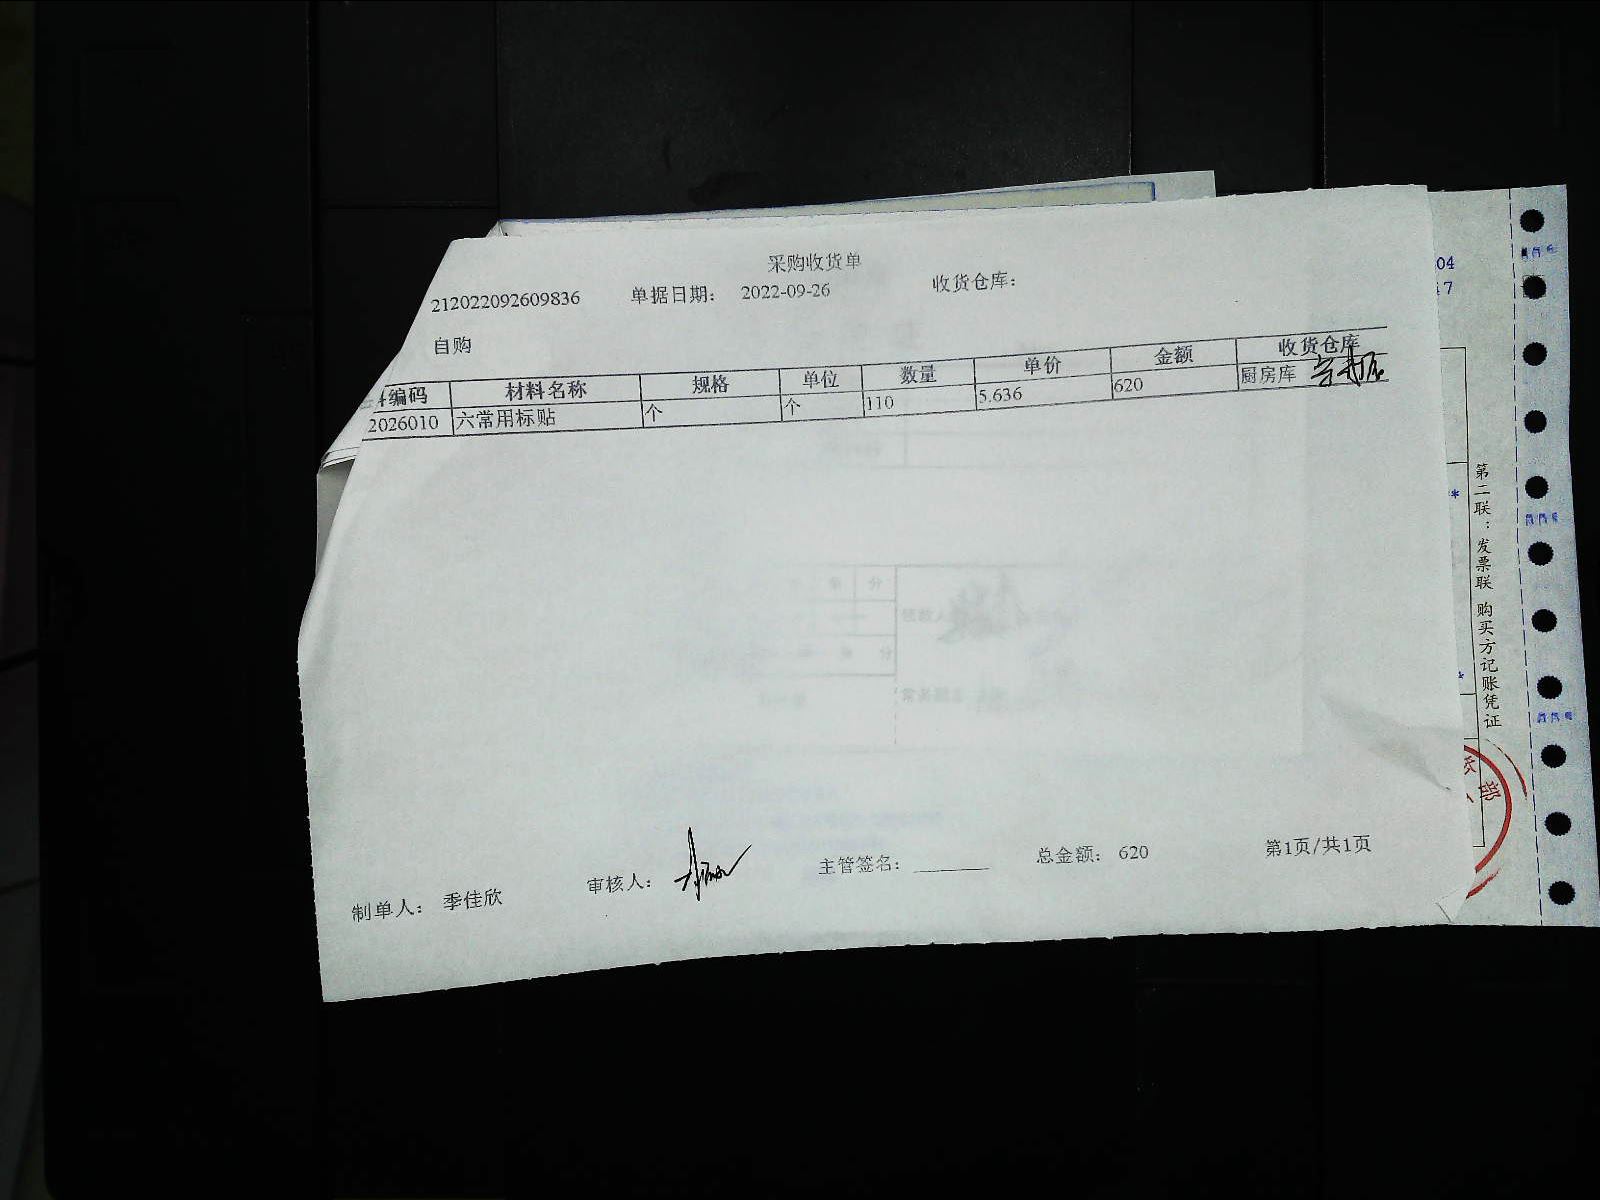 采购收货单
212022092609836 单据日期： 2022-09-26 收货仓库：
自购
编码 材料名称 规格 单位 数量 单价 金额 收货仓库
2026010 六常用标贴 个 个 110 5.636 620 厨房库
制单人： 季佳欣 审核人： 主管签名： 总金额： 620 第1页/共1页
04
47
*
*
第二联：发票联 购买方记账凭证
部